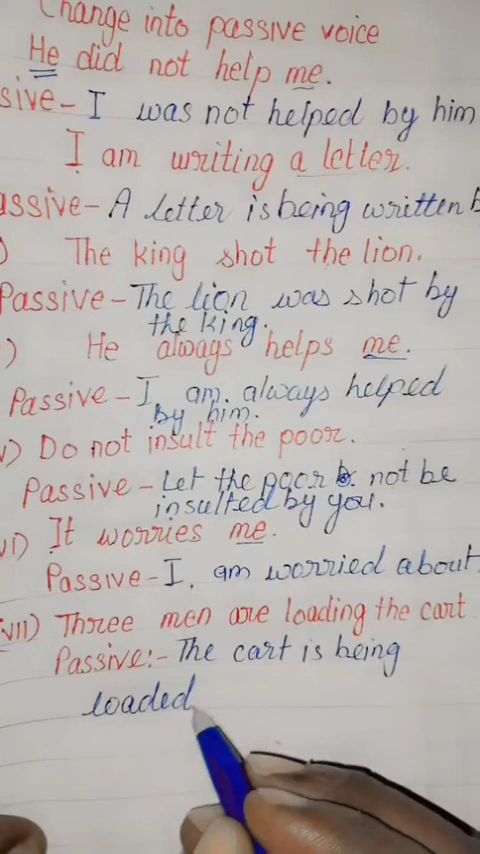 Change into passive voice
He did not help me.
sive- I was not helped by him
I am writing a letter.
assive- A letter is being written b
) The king shot the lion.
Passive- The lion was shot by
the king.
) He always helps me.
Passive- I am. always helped
by him.
v) Do not insult the poor.
Passive- Let the poor not be
insulted by you.
vi) It worries me.
Passive- I. am worried about
vii) Three men are loading the cart
Passive:- The cart is being
loaded